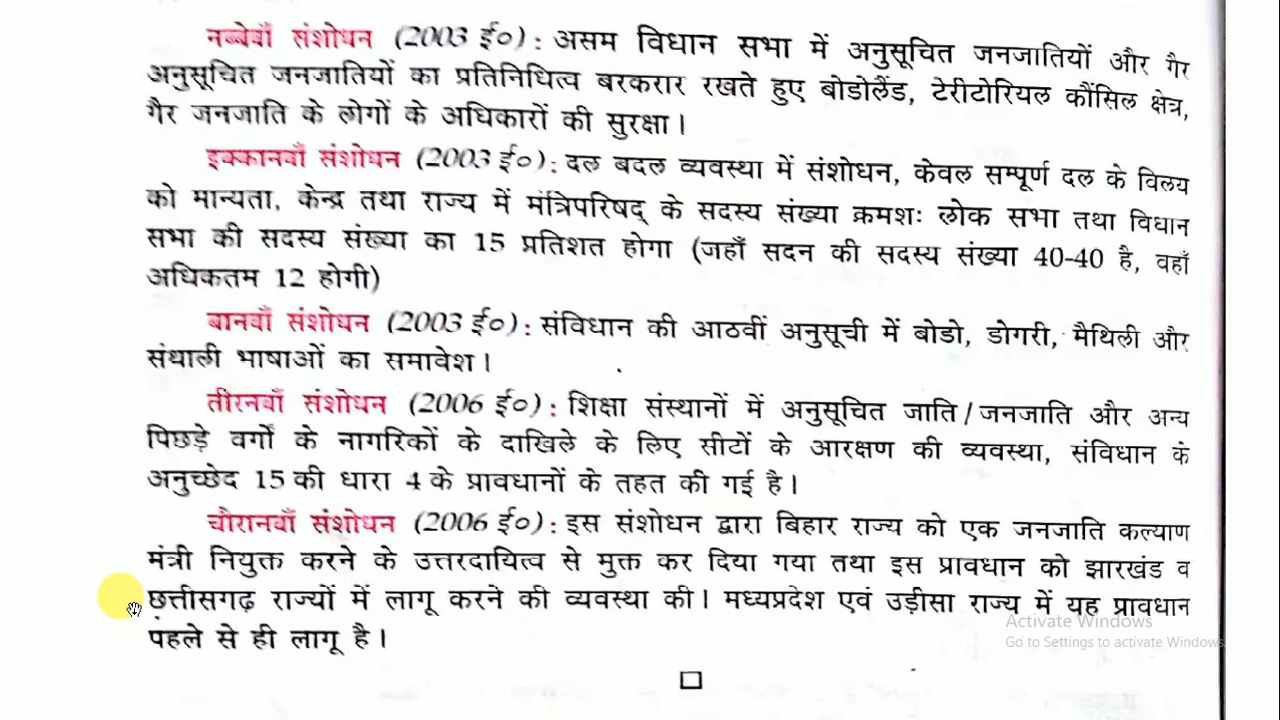 नब्बेवाँ संशोधन (2003 ई०) : असम विधान सभा में अनुसूचित जनजातियों और गैर
अनुसूचित जनजातियों का प्रतिनिधित्व बरकरार रखते हुए बोडोलैंड, टेरीटोरियल कौंसिल क्षेत्र,
गैर जनजाति के लोगों के अधिकारों की सुरक्षा।
इक्कानवाँ संशोधन (2003 ई०) : दल बदल व्यवस्था में संशोधन, केवल सम्पूर्ण दल के विलय
को मान्यता, केन्द्र तथा राज्य में मंत्रिपरिषद् के सदस्य संख्या क्रमशः लोक सभा तथा विधान
सभा की सदस्य संख्या का 15 प्रतिशत होगा (जहाँ सदन की सदस्य संख्या 40-40 है, वहाँ
अधिकतम 12 होगी)
बानवाँ संशोधन (2003 ई०) : संविधान की आठवीं अनुसूची में बोडो, डोगरी, मैथिली और
संथाली भाषाओं का समावेश।
तीरनवाँ संशोधन (2006 ई०) : शिक्षा संस्थानों में अनुसूचित जाति/जनजाति और अन्य
पिछड़े वर्गों के नागरिकों के दाखिले के लिए सीटों के आरक्षण की व्यवस्था, संविधान के
अनुच्छेद 15 की धारा 4 के प्रावधानों के तहत की गई है।
चौरानवाँ संशोधन (2006 ई०) : इस संशोधन द्वारा बिहार राज्य को एक जनजाति कल्याण
मंत्री नियुक्त करने के उत्तरदायित्व से मुक्त कर दिया गया तथा इस प्रावधान को झारखंड व
छत्तीसगढ़ राज्यों में लागू करने की व्यवस्था की। मध्यप्रदेश एवं उड़ीसा राज्य में यह प्रावधान
पहले से ही लागू है।
Activate Windows
Go to Settings to activate Windows.